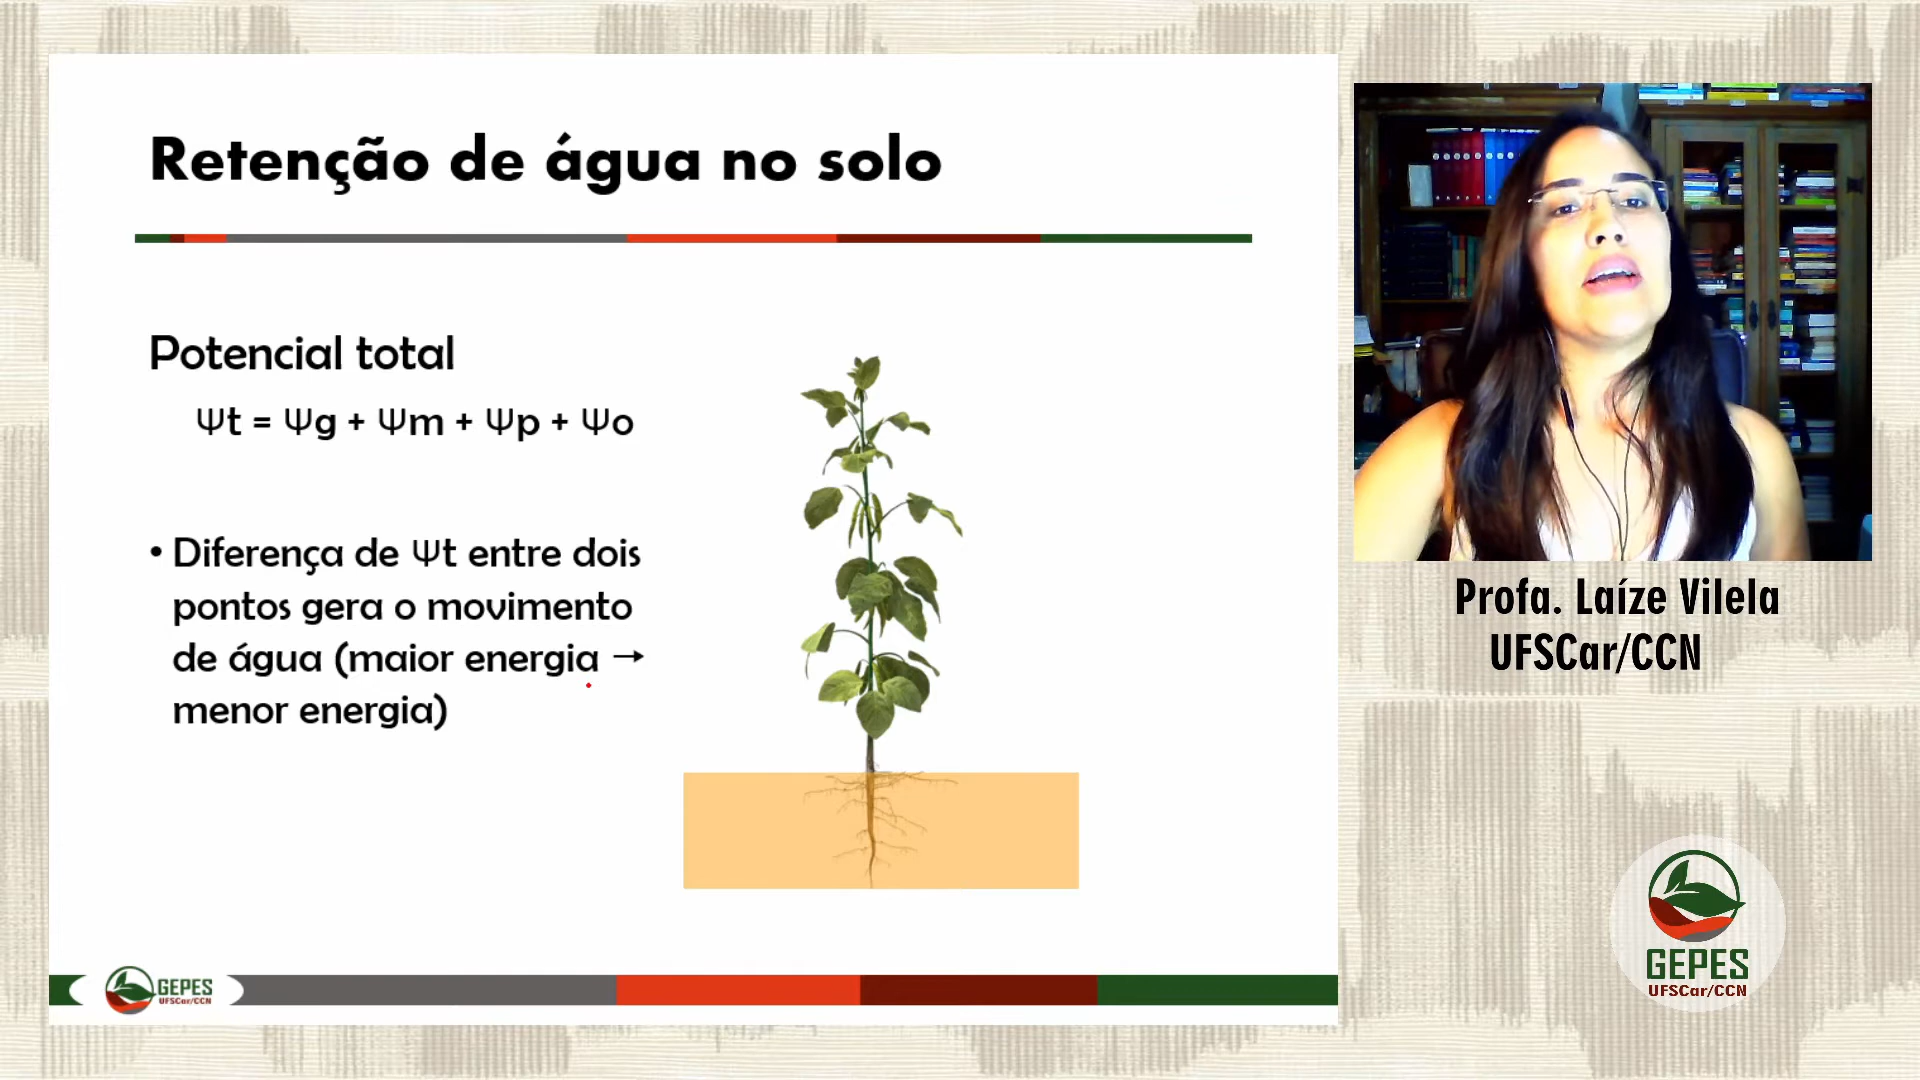 Retenção de água no solo
Potencial total
Ψt = Ψg + Ψm + Ψp + Ψo
• Diferença de Ψt entre dois
pontos gera o movimento
de água (maior energia →
menor energia)
GEPES
UFSCar/CCN
Profa. Laíze Vilela
UFSCar/CCN
GEPES
UFSCar/CCN